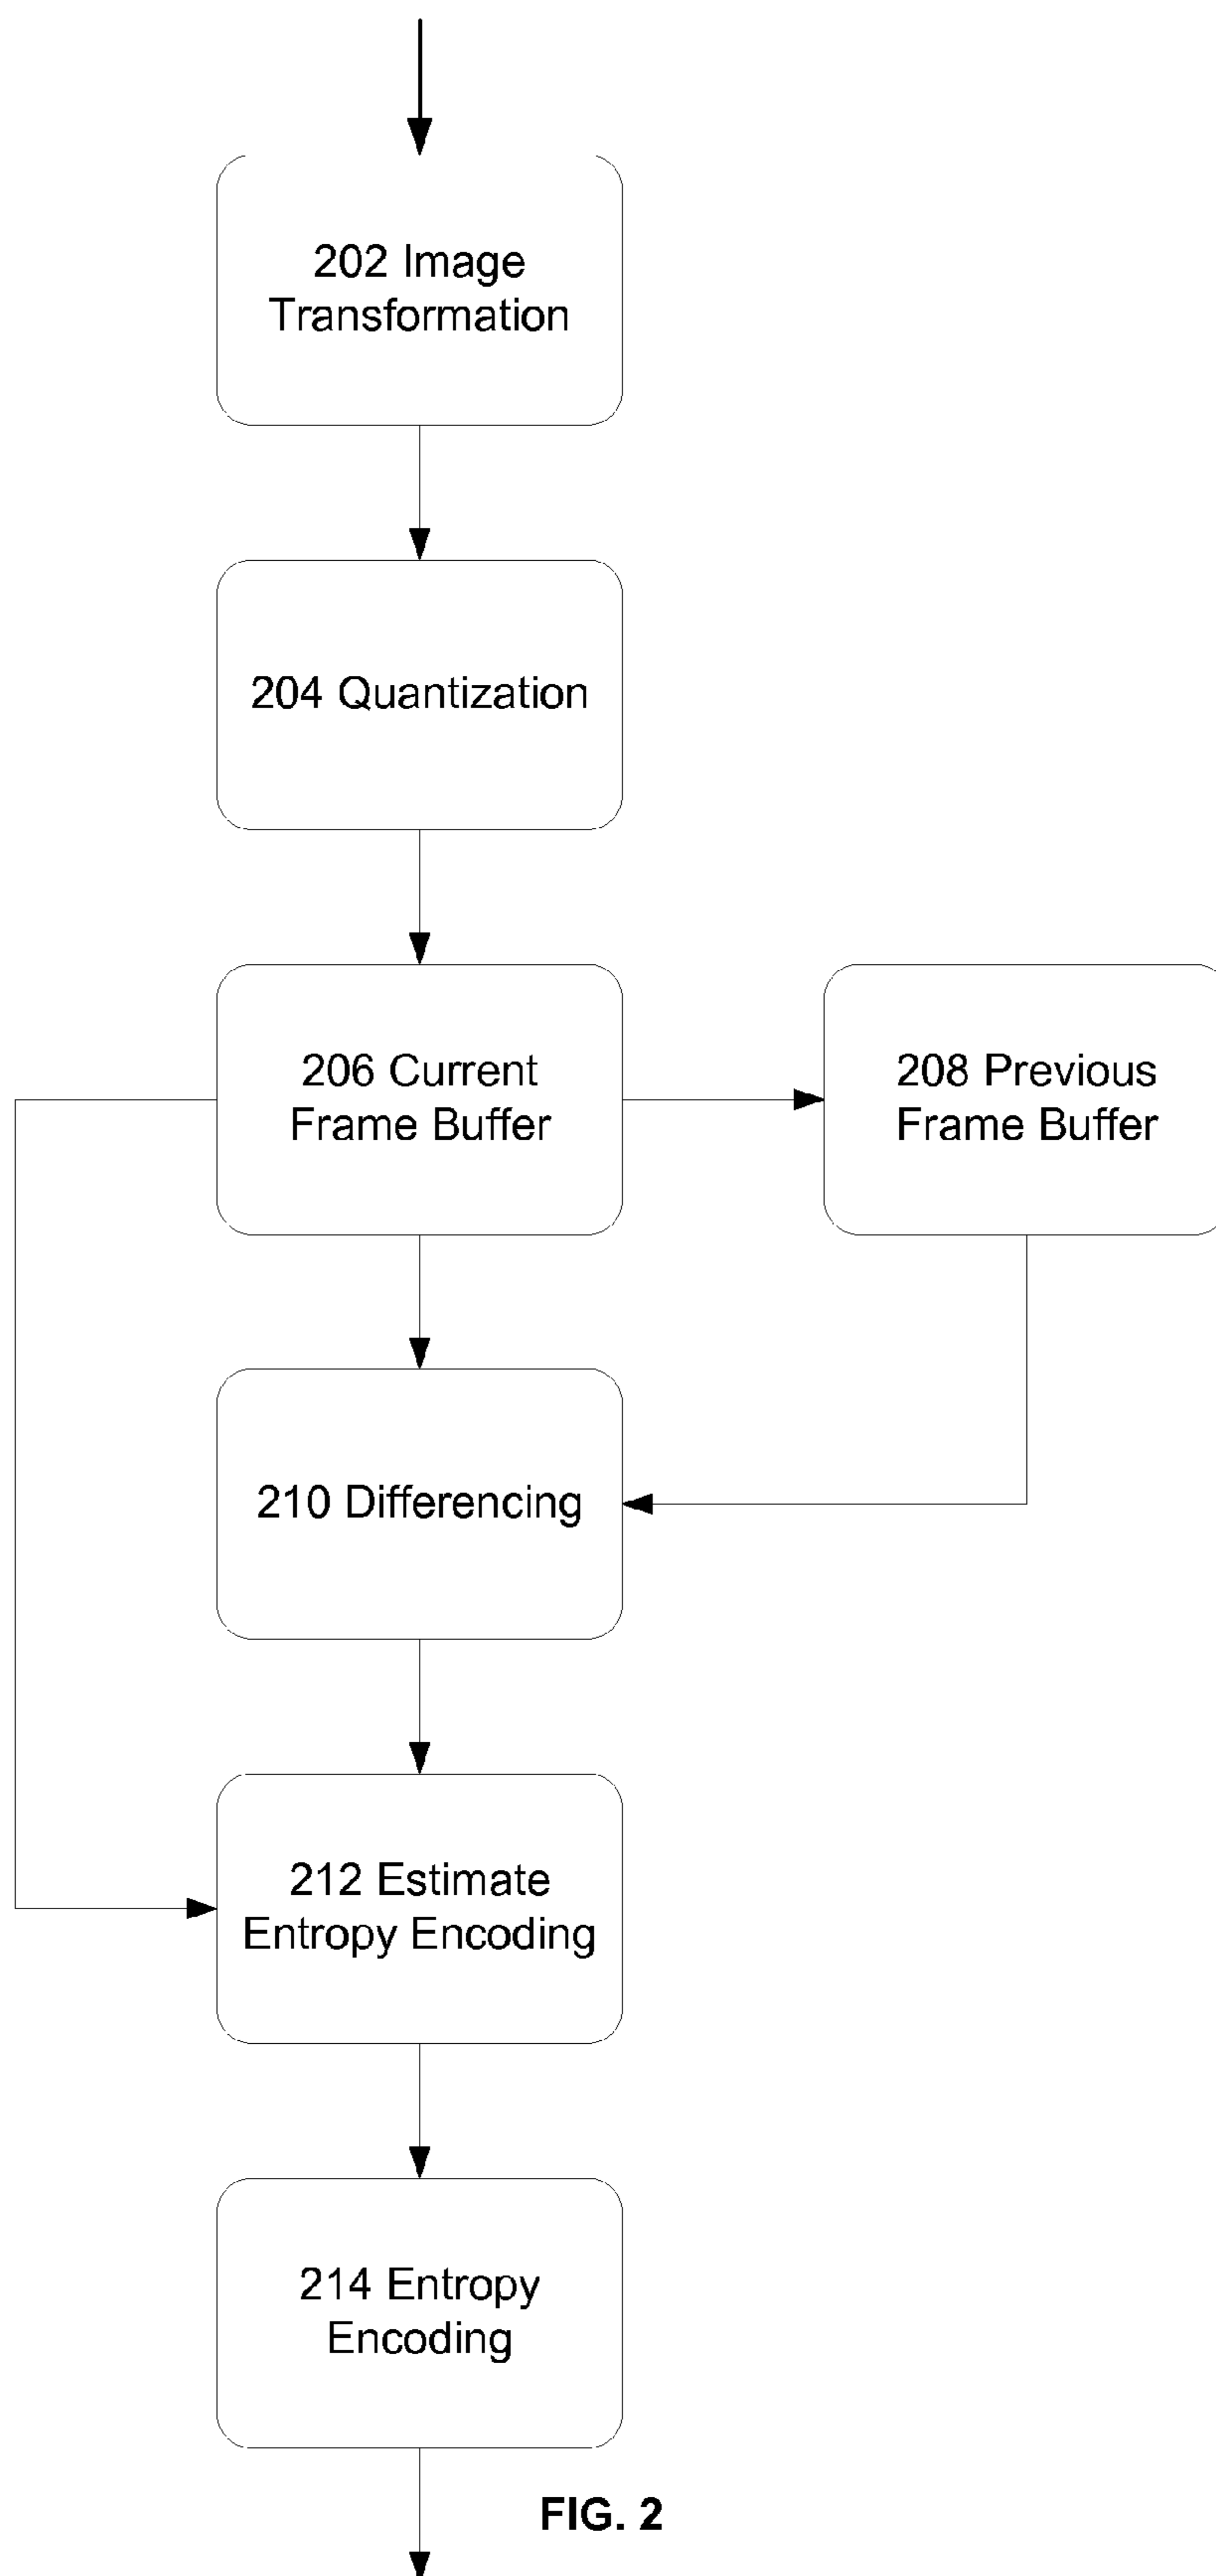 202 Image
Transformation
204 Quantization
206 Current
Frame Buffer
208 Previous
Frame Buffer
210 Differencing
212 Estimate
Entropy Encoding
214 Entropy
Encoding
FIG. 2